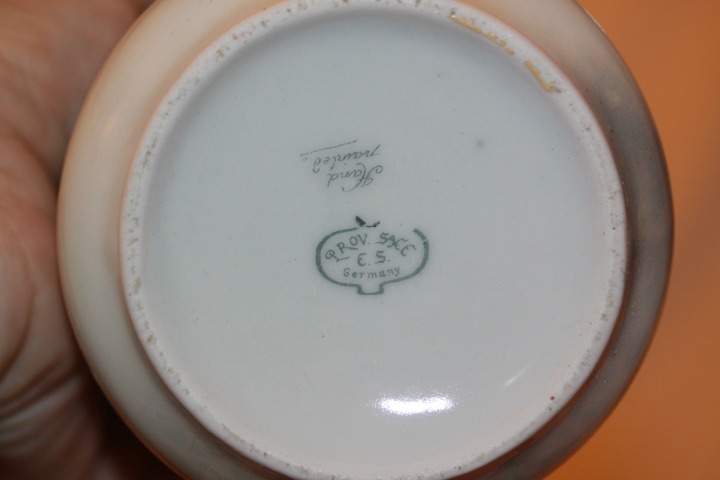 Hand
painted
PROV. SAXE
E.S.
Germany